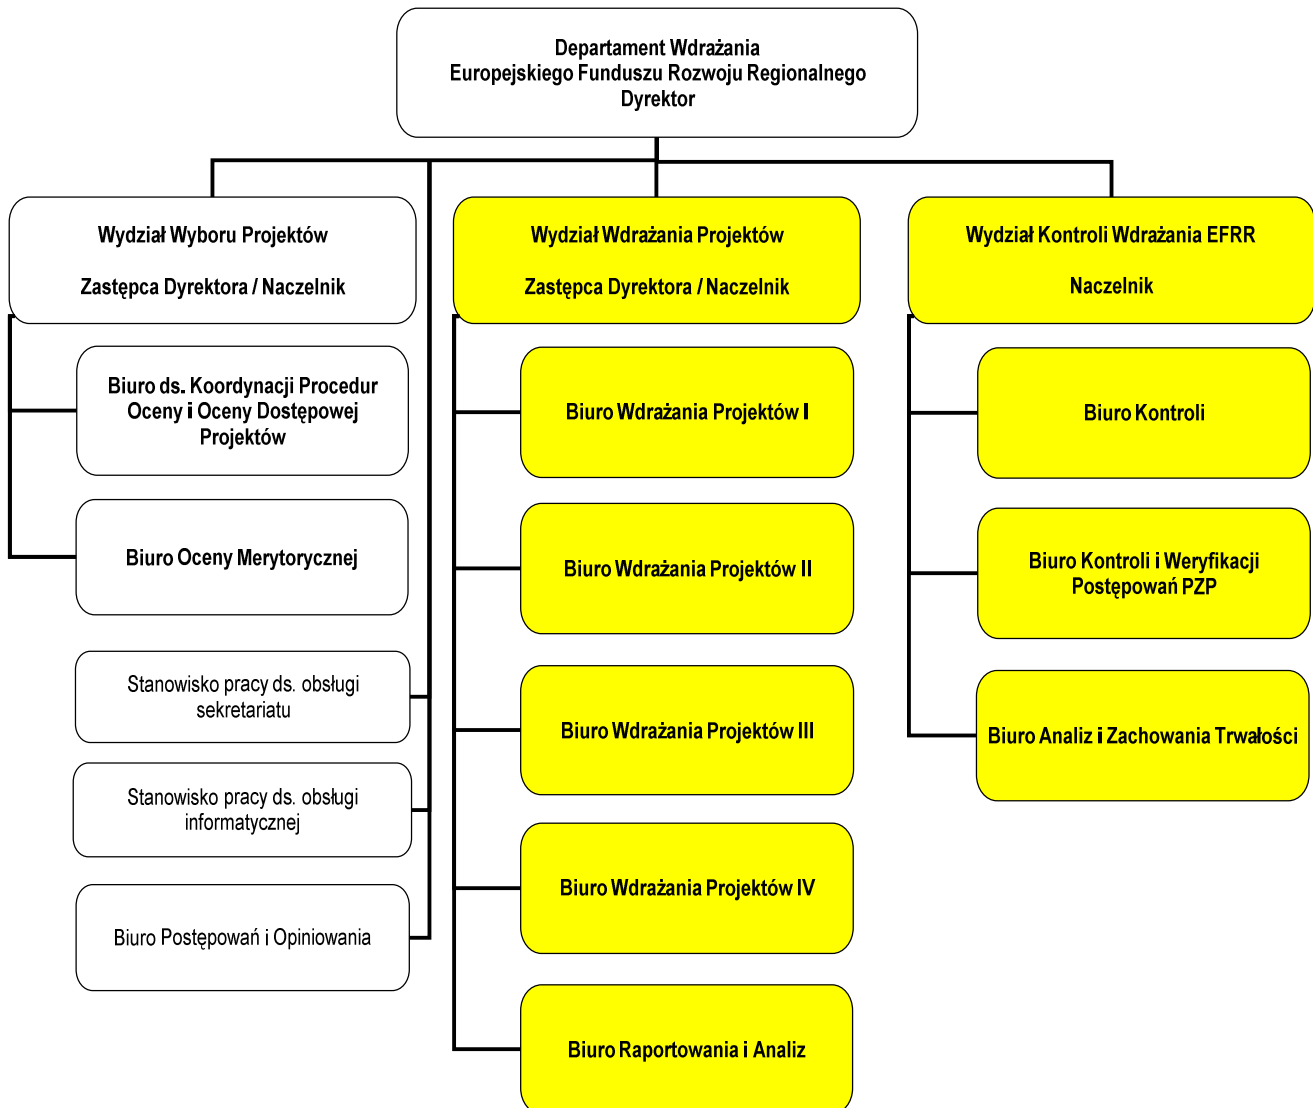 Departament Wdrażania
Europejskiego Funduszu Rozwoju Regionalnego
Dyrektor
Wydział Wyboru Projektów
Zastępca Dyrektora / Naczelnik
Biuro ds. Koordynacji Procedur
Oceny i Oceny Dostępowej
Projektów
Biuro Oceny Merytorycznej
Stanowisko pracy ds. obsługi
sekretariatu
Stanowisko pracy ds. obsługi
informatycznej
Biuro Postępowań i Opiniowania
Wydział Wdrażania Projektów
Zastępca Dyrektora / Naczelnik
Biuro Wdrażania Projektów I
Biuro Wdrażania Projektów II
Biuro Wdrażania Projektów III
Biuro Wdrażania Projektów IV
Biuro Raportowania i Analiz
Wydział Kontroli Wdrażania EFRR
Naczelnik
Biuro Kontroli
Biuro Kontroli i Weryfikacji
Postępowań PZP
Biuro Analiz i Zachowania Trwałości